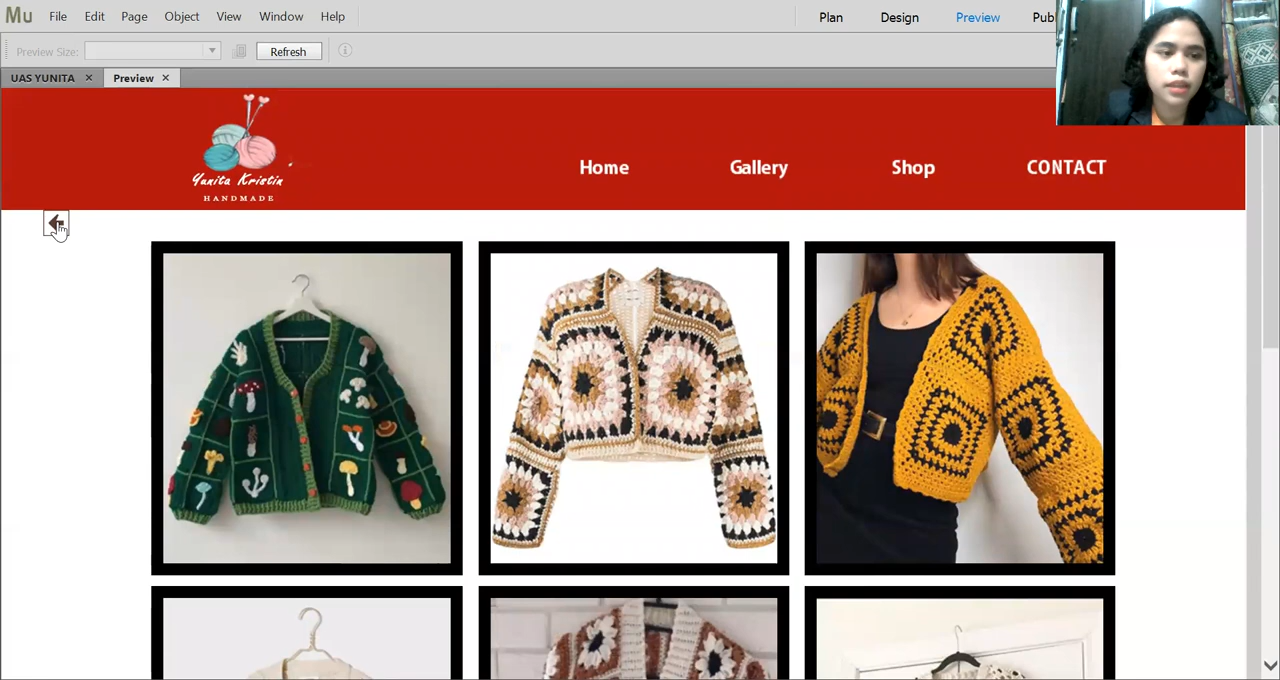 Mu File Edit Page Object View Window Help Plan Design Preview
Preview Size: Refresh
UAS YUNITA Preview
Home Gallery Shop CONTACT
Yunita Kristin
HANDMADE